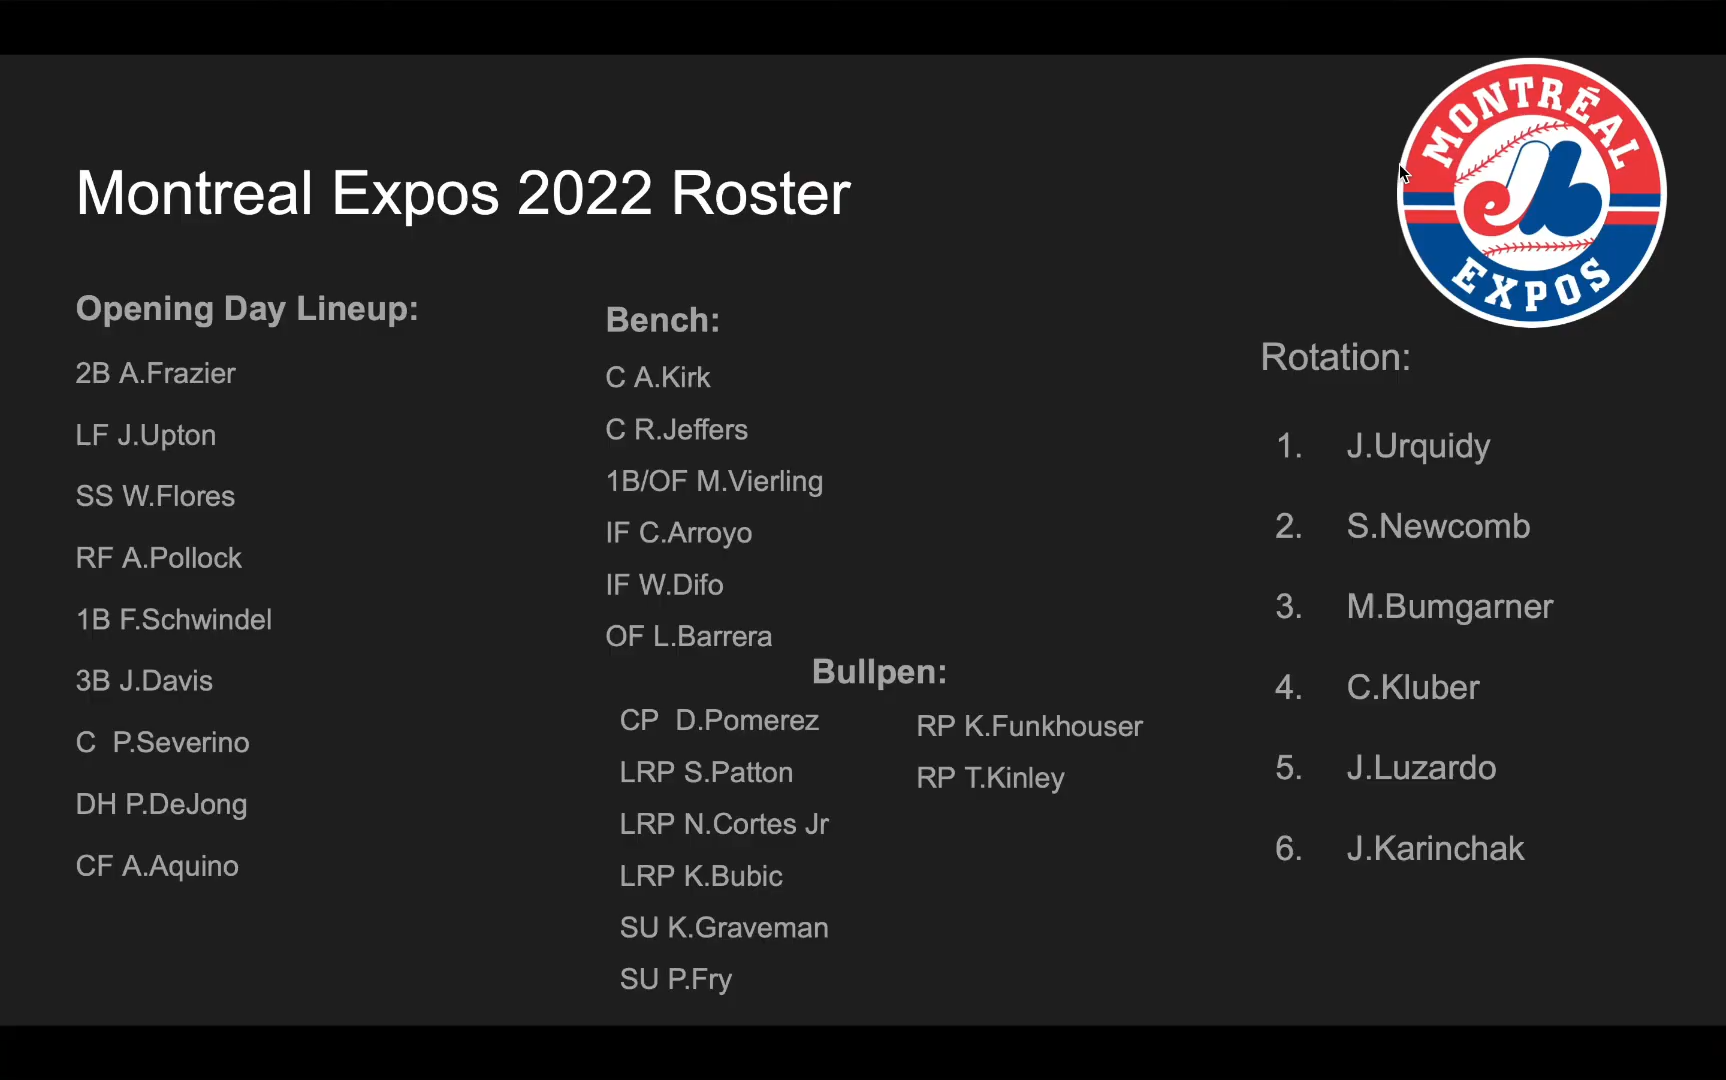 MONTRÉAL
EXPOS
Montreal Expos 2022 Roster
Opening Day Lineup:
2B A.Frazier
LF J.Upton
SS W.Flores
RF A.Pollock
1B F.Schwindel
3B J.Davis
C  P.Severino
DH P.DeJong
CF A.Aquino
Bench:
C A.Kirk
C R.Jeffers
1B/OF M.Vierling
IF C.Arroyo
IF W.Difo
OF L.Barrera
Bullpen:
CP  D.Pomerez
LRP S.Patton
LRP N.Cortes Jr
LRP K.Bubic
SU K.Graveman
SU P.Fry
RP K.Funkhouser
RP T.Kinley
Rotation:
1. J.Urquidy
2. S.Newcomb
3. M.Bumgarner
4. C.Kluber
5. J.Luzardo
6. J.Karinchak